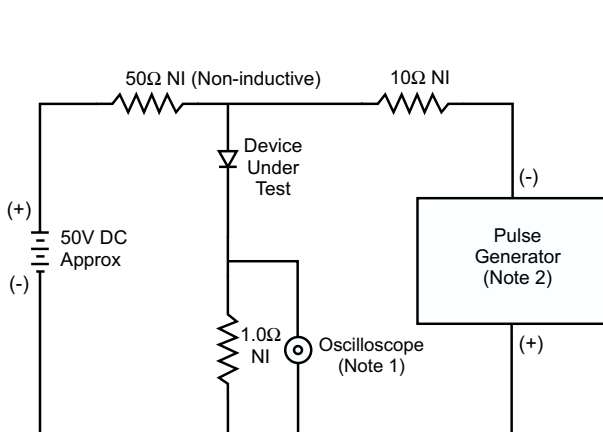 50Ω NI (Non-inductive)
10Ω NI
Device
Under
Test
(-)
(+)
50V DC
Approx
(-)
Pulse
Generator
(Note 2)
1.0Ω
NI
Oscilloscope
(Note 1)
(+)